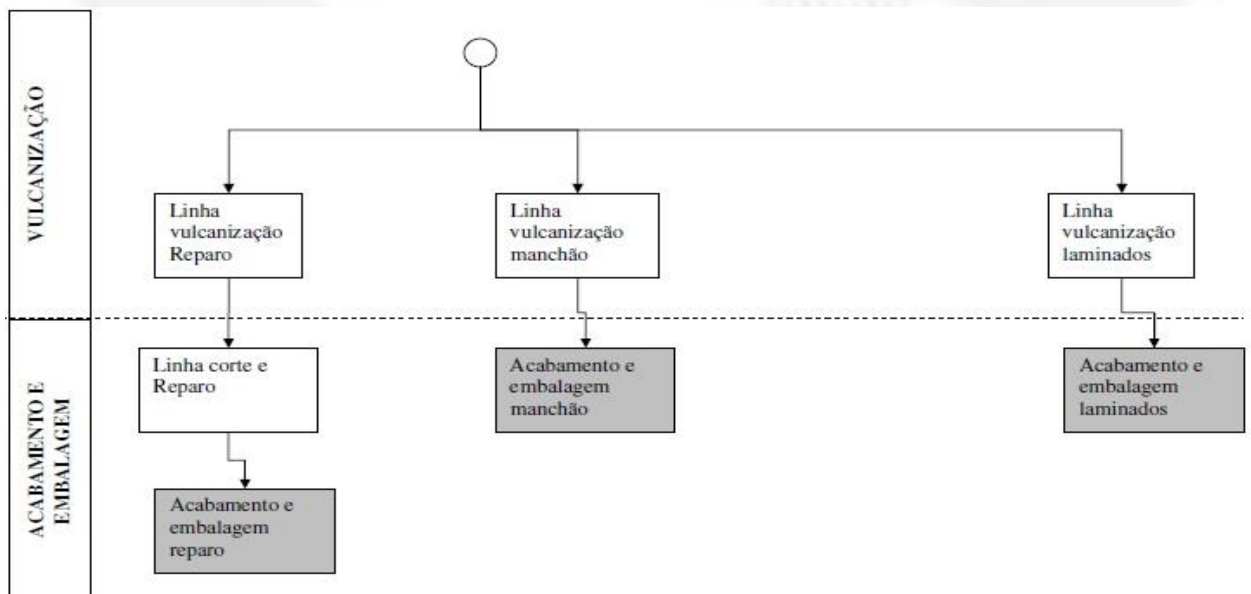 VULCANIZAÇÃO
Linha
vulcanização
Reparo
Linha
vulcanização
manchão
Linha
vulcanização
laminados
ACABAMENTO E
EMBALAGEM
Linha corte e
Reparo
Acabamento e
embalagem
manchão
Acabamento e
embalagem
laminados
Acabamento e
embalagem
reparo